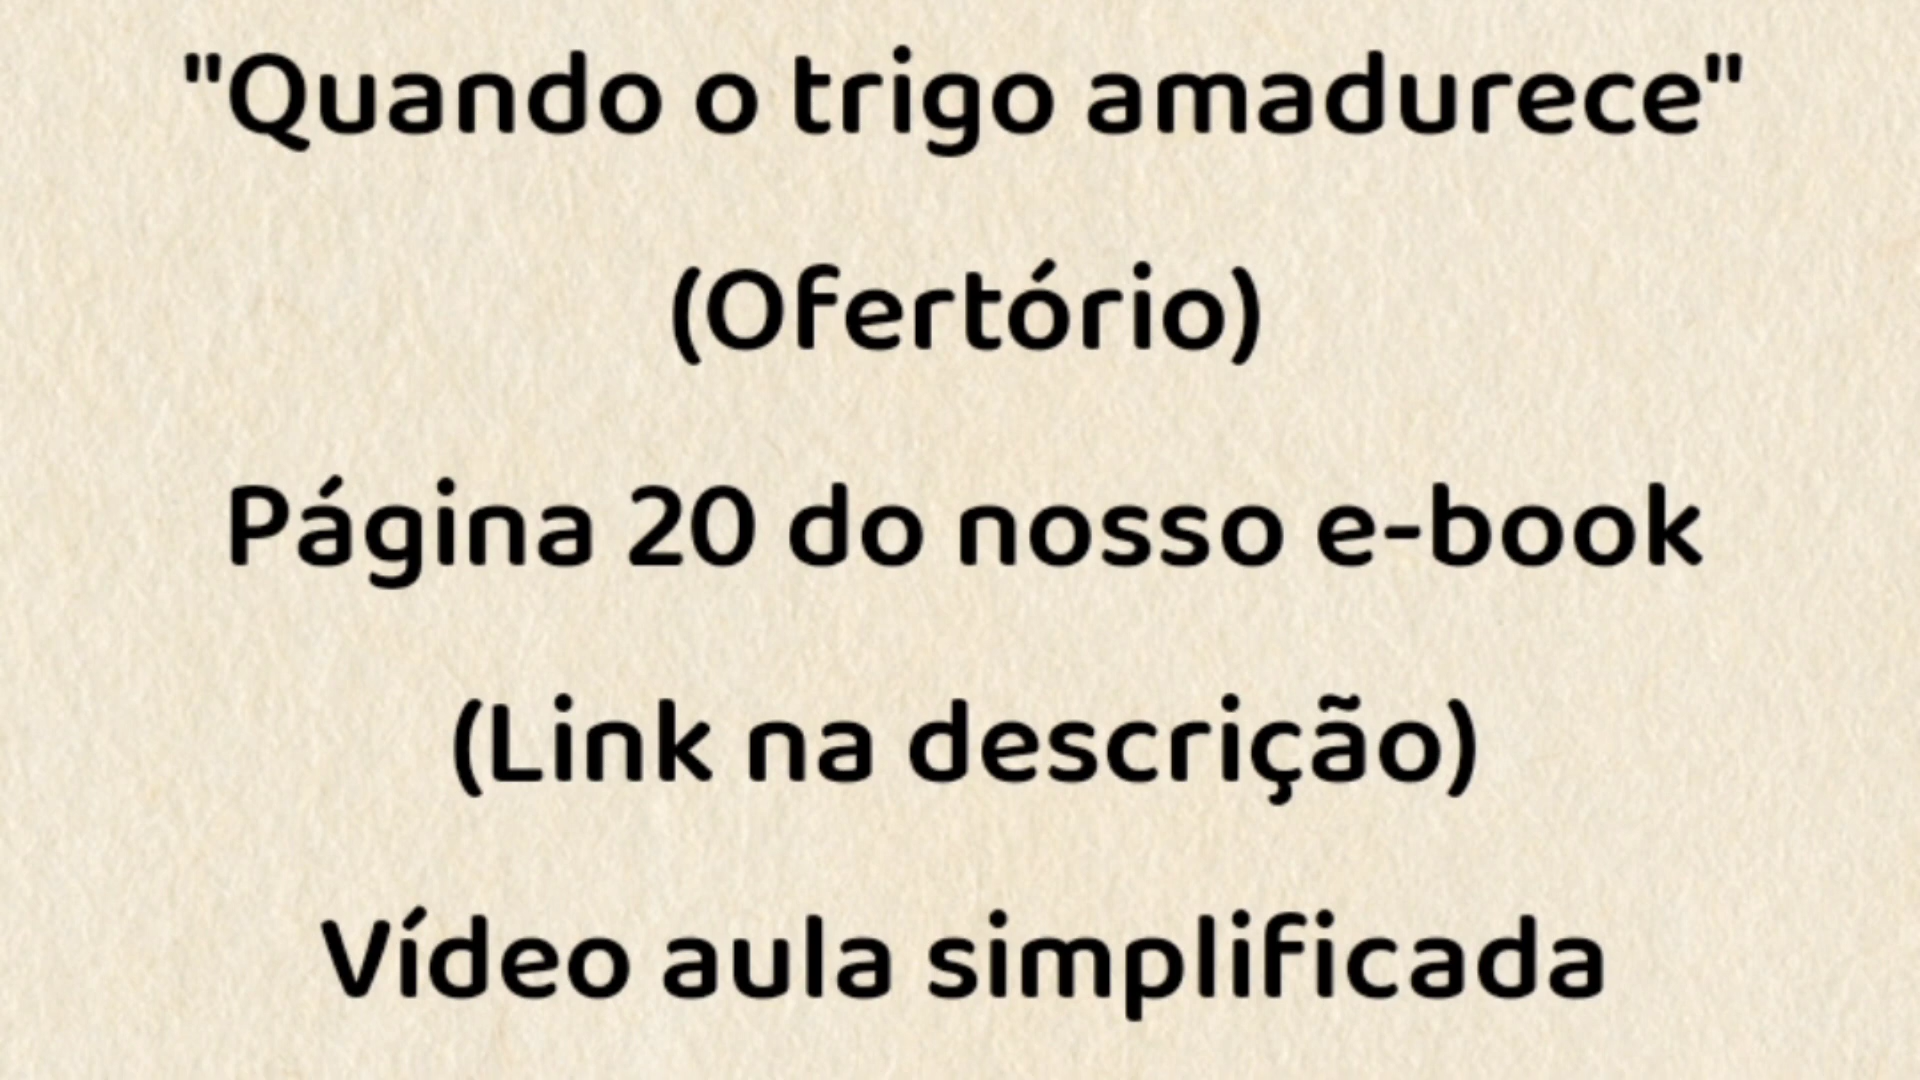 "Quando o trigo amadurece"
(Ofertório)
Página 20 do nosso e-book
(Link na descrição)
Vídeo aula simplificada